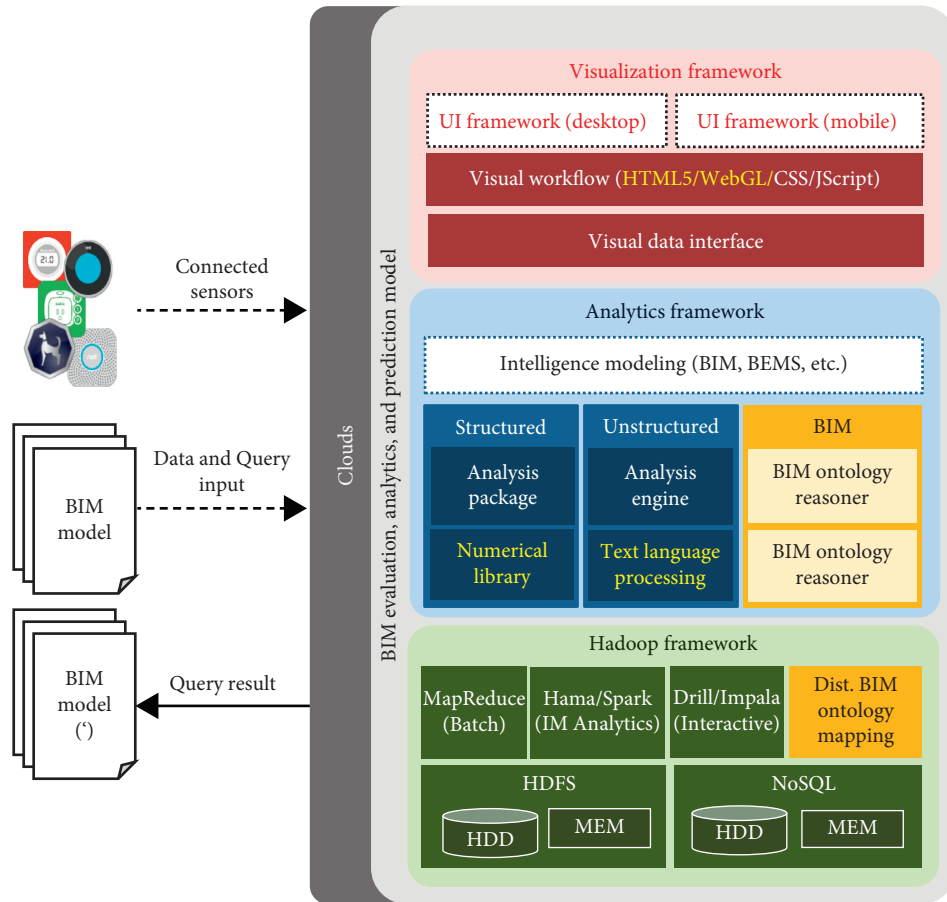 Visualization framework
UI framework (desktop)
UI framework (mobile)
Visual workflow (HTML5/WebGL/CSS/JScript)
Visual data interface
21.0
nest
Connected
sensors
Analytics framework
Intelligence modeling (BIM, BEMS, etc.)
Structured
Analysis
package
Numerical
library
Unstructured
Analysis
engine
Text language
processing
BIM
BIM ontology
reasoner
BIM ontology
reasoner
BIM
model
Data and Query
input
Clouds
BIM evaluation, analytics, and prediction model
BIM
model
(‘)
Query result
Hadoop framework
MapReduce
(Batch)
Hama/Spark
(IM Analytics)
Drill/Impala
(Interactive)
Dist. BIM
ontology
mapping
HDFS
HDD
MEM
NoSQL
HDD
MEM